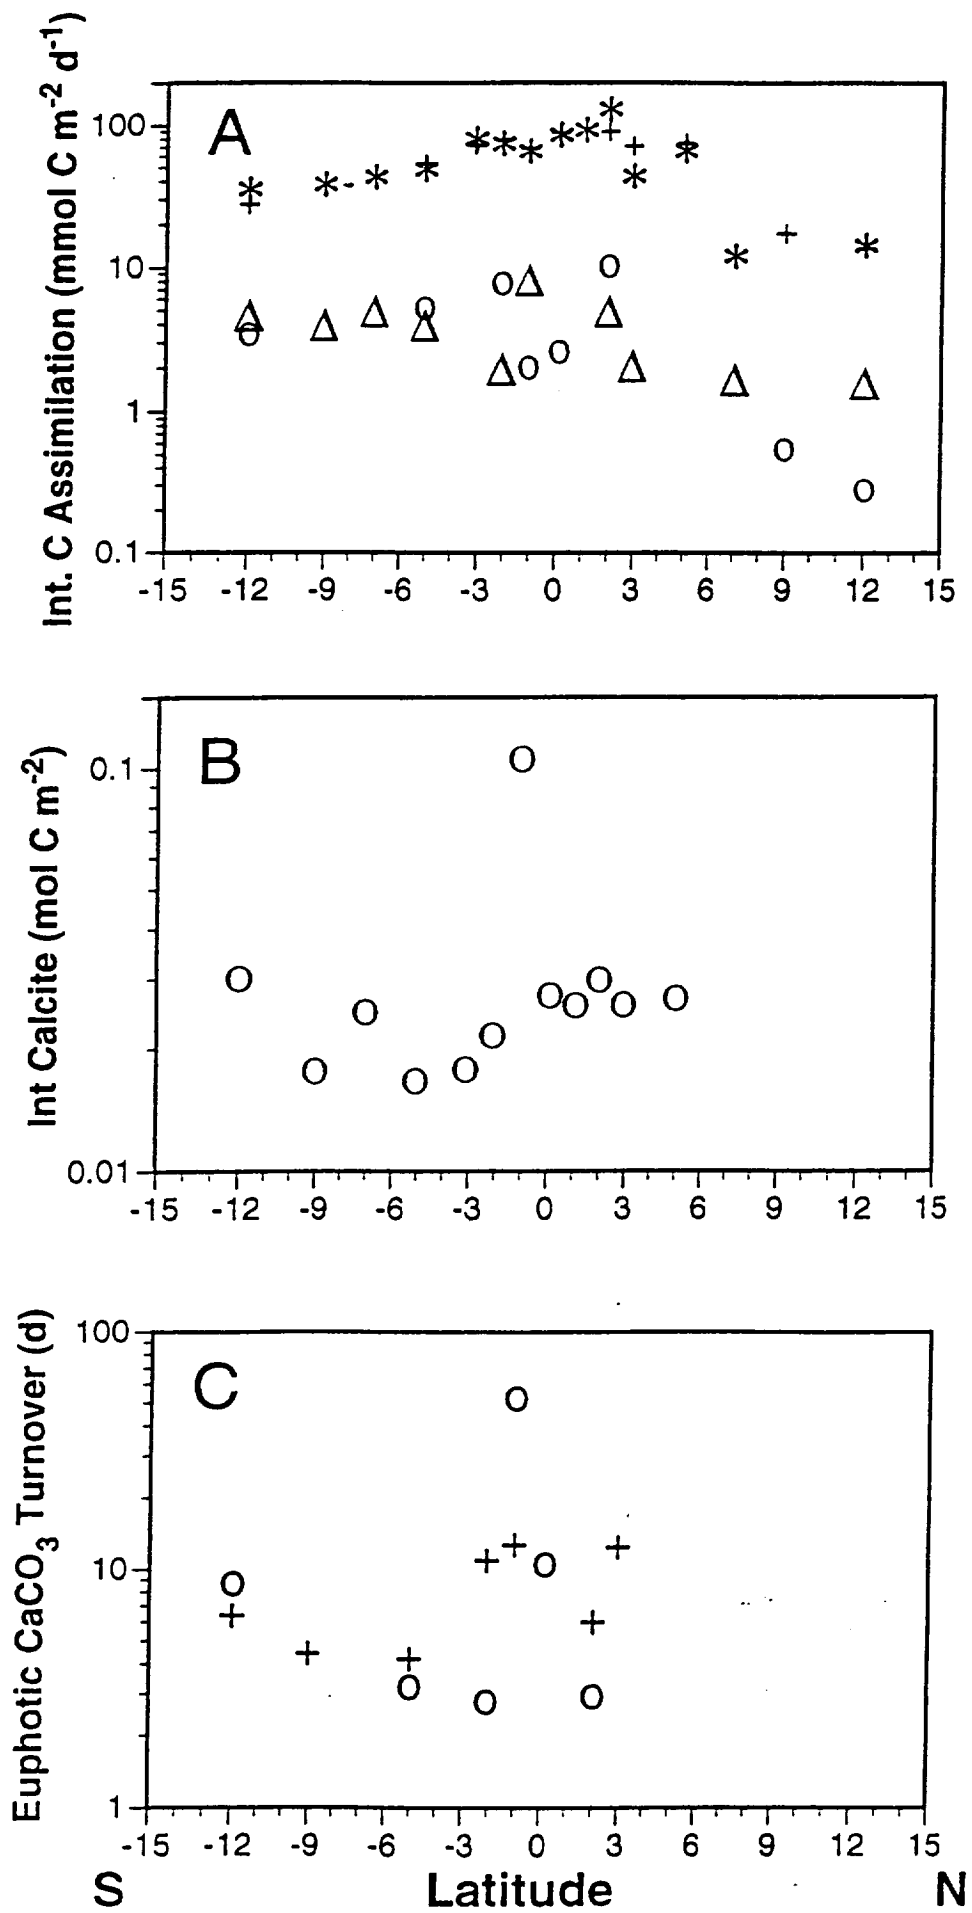 Int. C Assimilation (mmol C m⁻² d⁻¹)
A
100
10
1
0.1
-15 -12 -9 -6 -3 0 3 6 9 12 15
Int Calcite (mol C m⁻²)
B
0.1
0.01
-15 -12 -9 -6 -3 0 3 6 9 12 15
Euphotic CaCO₃ Turnover (d)
C
100
10
1
-15 -12 -9 -6 -3 0 3 6 9 12 15
S Latitude N